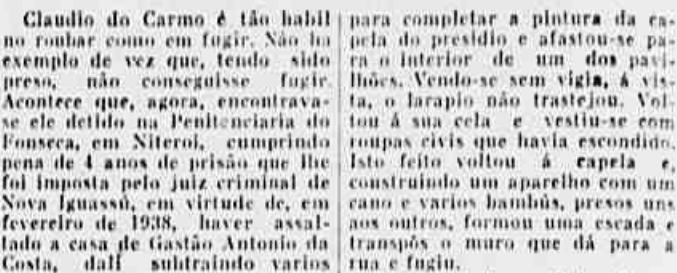 Claudio do Carmo é tão habil
no roubar como em fugir. Não ha
exemplo de vez que, tendo sido
preso, não conseguisse fugir.
Acontece que, agora, encontrava-
se ele detido na Penitenciaria do
Fonseca, em Niteroi, cumprindo
pena de 4 anos de prisão que lhe
foi imposta pelo juiz criminal de
Nova Iguassú, em virtude de, em
fevereiro de 1938, haver assal-
tado a casa de Gastão Antonio da
Costa, dalí subtraindo varios
para completar a pintura da ca-
pela do presidio e afastou-se pa-
ra o interior de um dos pavi-
lhões. Vendo-se sem vigia, á vis-
ta, o larapio não trastejou. Vol-
tou á sua cela e vestiu-se com
roupas civis que havia escondido.
Isto feito voltou á capela e,
construindo um aparelho com um
cano e varios bambús, presos uns
aos outros, formou uma escada e
transpôs o muro que dá para a
rua e fugiu.